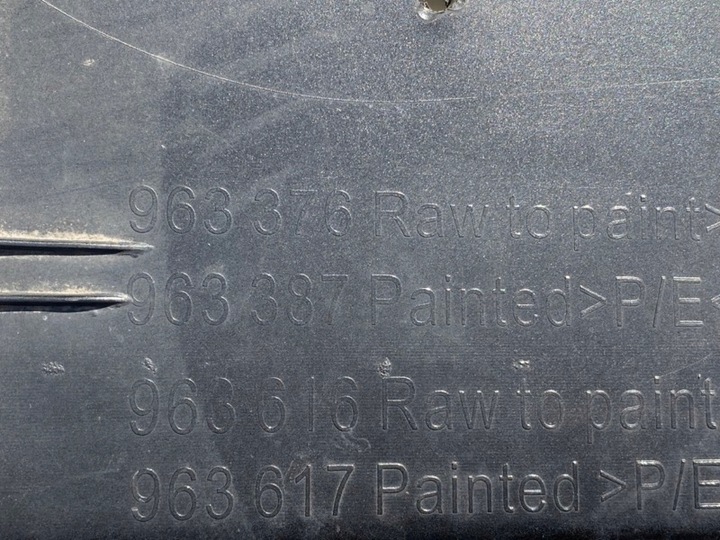 963 376 Raw to paint>
963 387 Painted>P/E<
963 616 Raw to paint
963 617 Painted >P/E